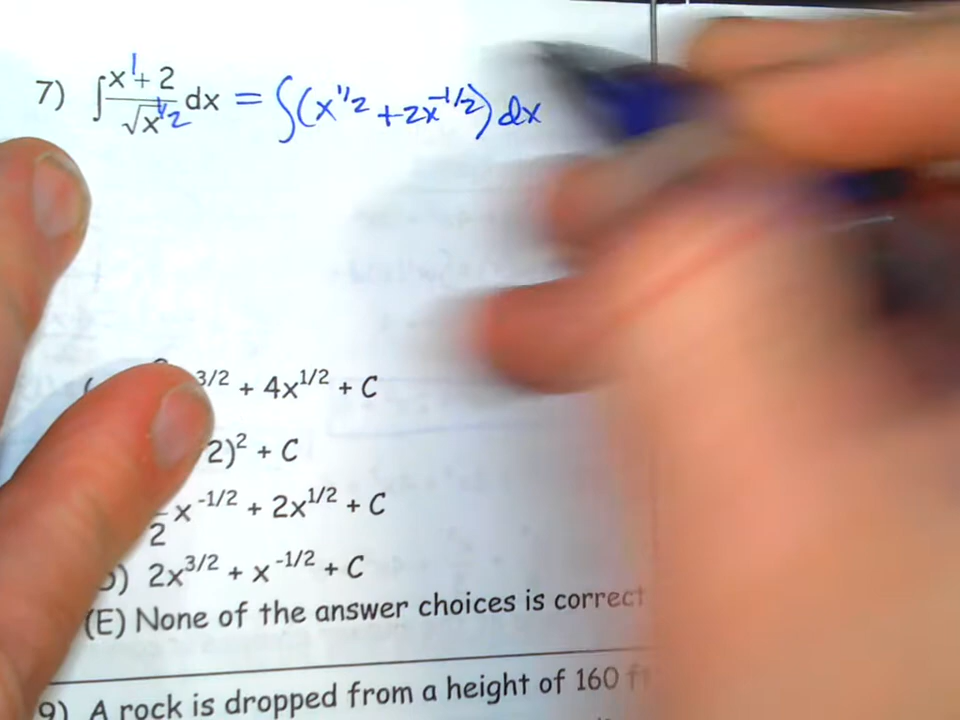 7) ∫ x¹ + 2 / √x^1/2 dx = ∫(x^1/2 + 2x^-1/2) dx
3/2 + 4x^1/2 + C
2)² + C
2 x^-1/2 + 2x^1/2 + C
) 2x^3/2 + x^-1/2 + C
(E) None of the answer choices is correct
9) A rock is dropped from a height of 160 f